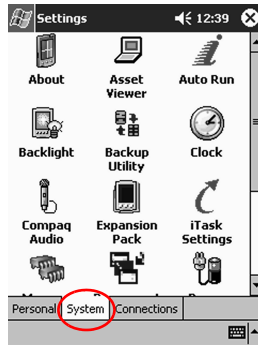 Settings 12:39
About Asset Viewer Auto Run
Backlight Backup Utility Clock
Compaq Audio Expansion Pack iTask Settings
Personal System Connections